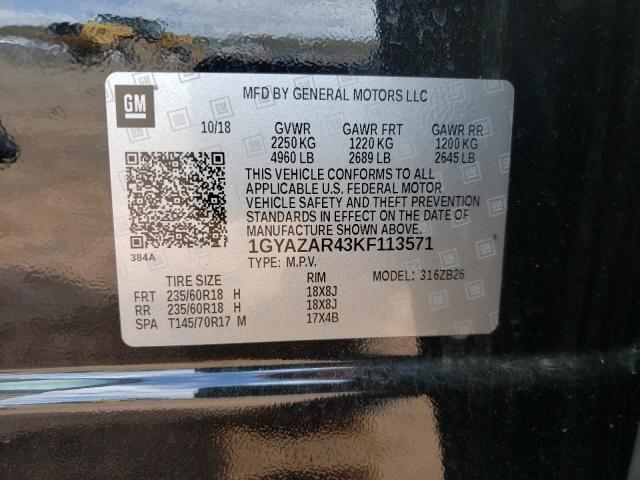 GM
MFD BY GENERAL MOTORS LLC
10/18 GVWR GAWR FRT GAWR RR
2250 KG 1220 KG 1200 KG
4960 LB 2689 LB 2645 LB
THIS VEHICLE CONFORMS TO ALL
APPLICABLE U.S. FEDERAL MOTOR
VEHICLE SAFETY AND THEFT PREVENTION
STANDARDS IN EFFECT ON THE DATE OF
MANUFACTURE SHOWN ABOVE.
384A 1GYAZAR43KF113571
TYPE: M.P.V. MODEL: 316ZB26
TIRE SIZE RIM
FRT 235/60R18 H 18X8J
RR 235/60R18 H 18X8J
SPA T145/70R17 M 17X4B